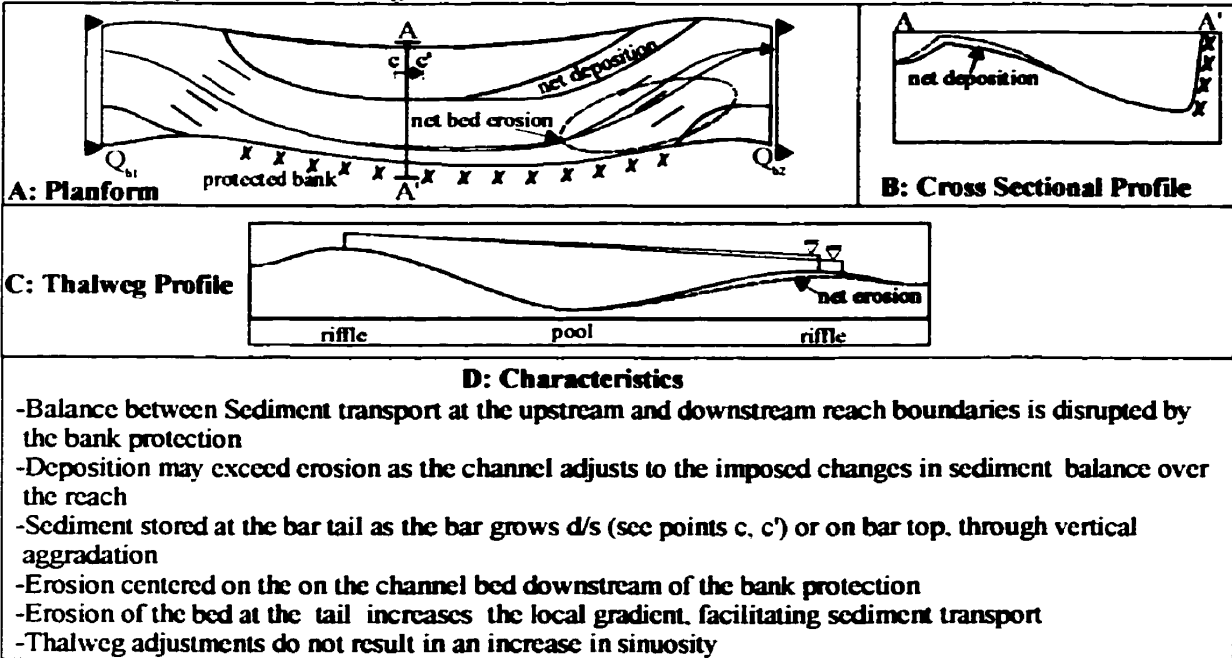 A
A'
c c'
net deposition
net bed erosion
Q_b1
Q_b2
protected bank
A'
A: Planform
A
net deposition
B: Cross Sectional Profile
C: Thalweg Profile
net erosion
riffle pool riffle
D: Characteristics
-Balance between Sediment transport at the upstream and downstream reach boundaries is disrupted by
the bank protection
-Deposition may exceed erosion as the channel adjusts to the imposed changes in sediment balance over
the reach
-Sediment stored at the bar tail as the bar grows d/s (see points c, c') or on bar top, through vertical
aggradation
-Erosion centered on the on the channel bed downstream of the bank protection
-Erosion of the bed at the tail increases the local gradient, facilitating sediment transport
-Thalweg adjustments do not result in an increase in sinuosity